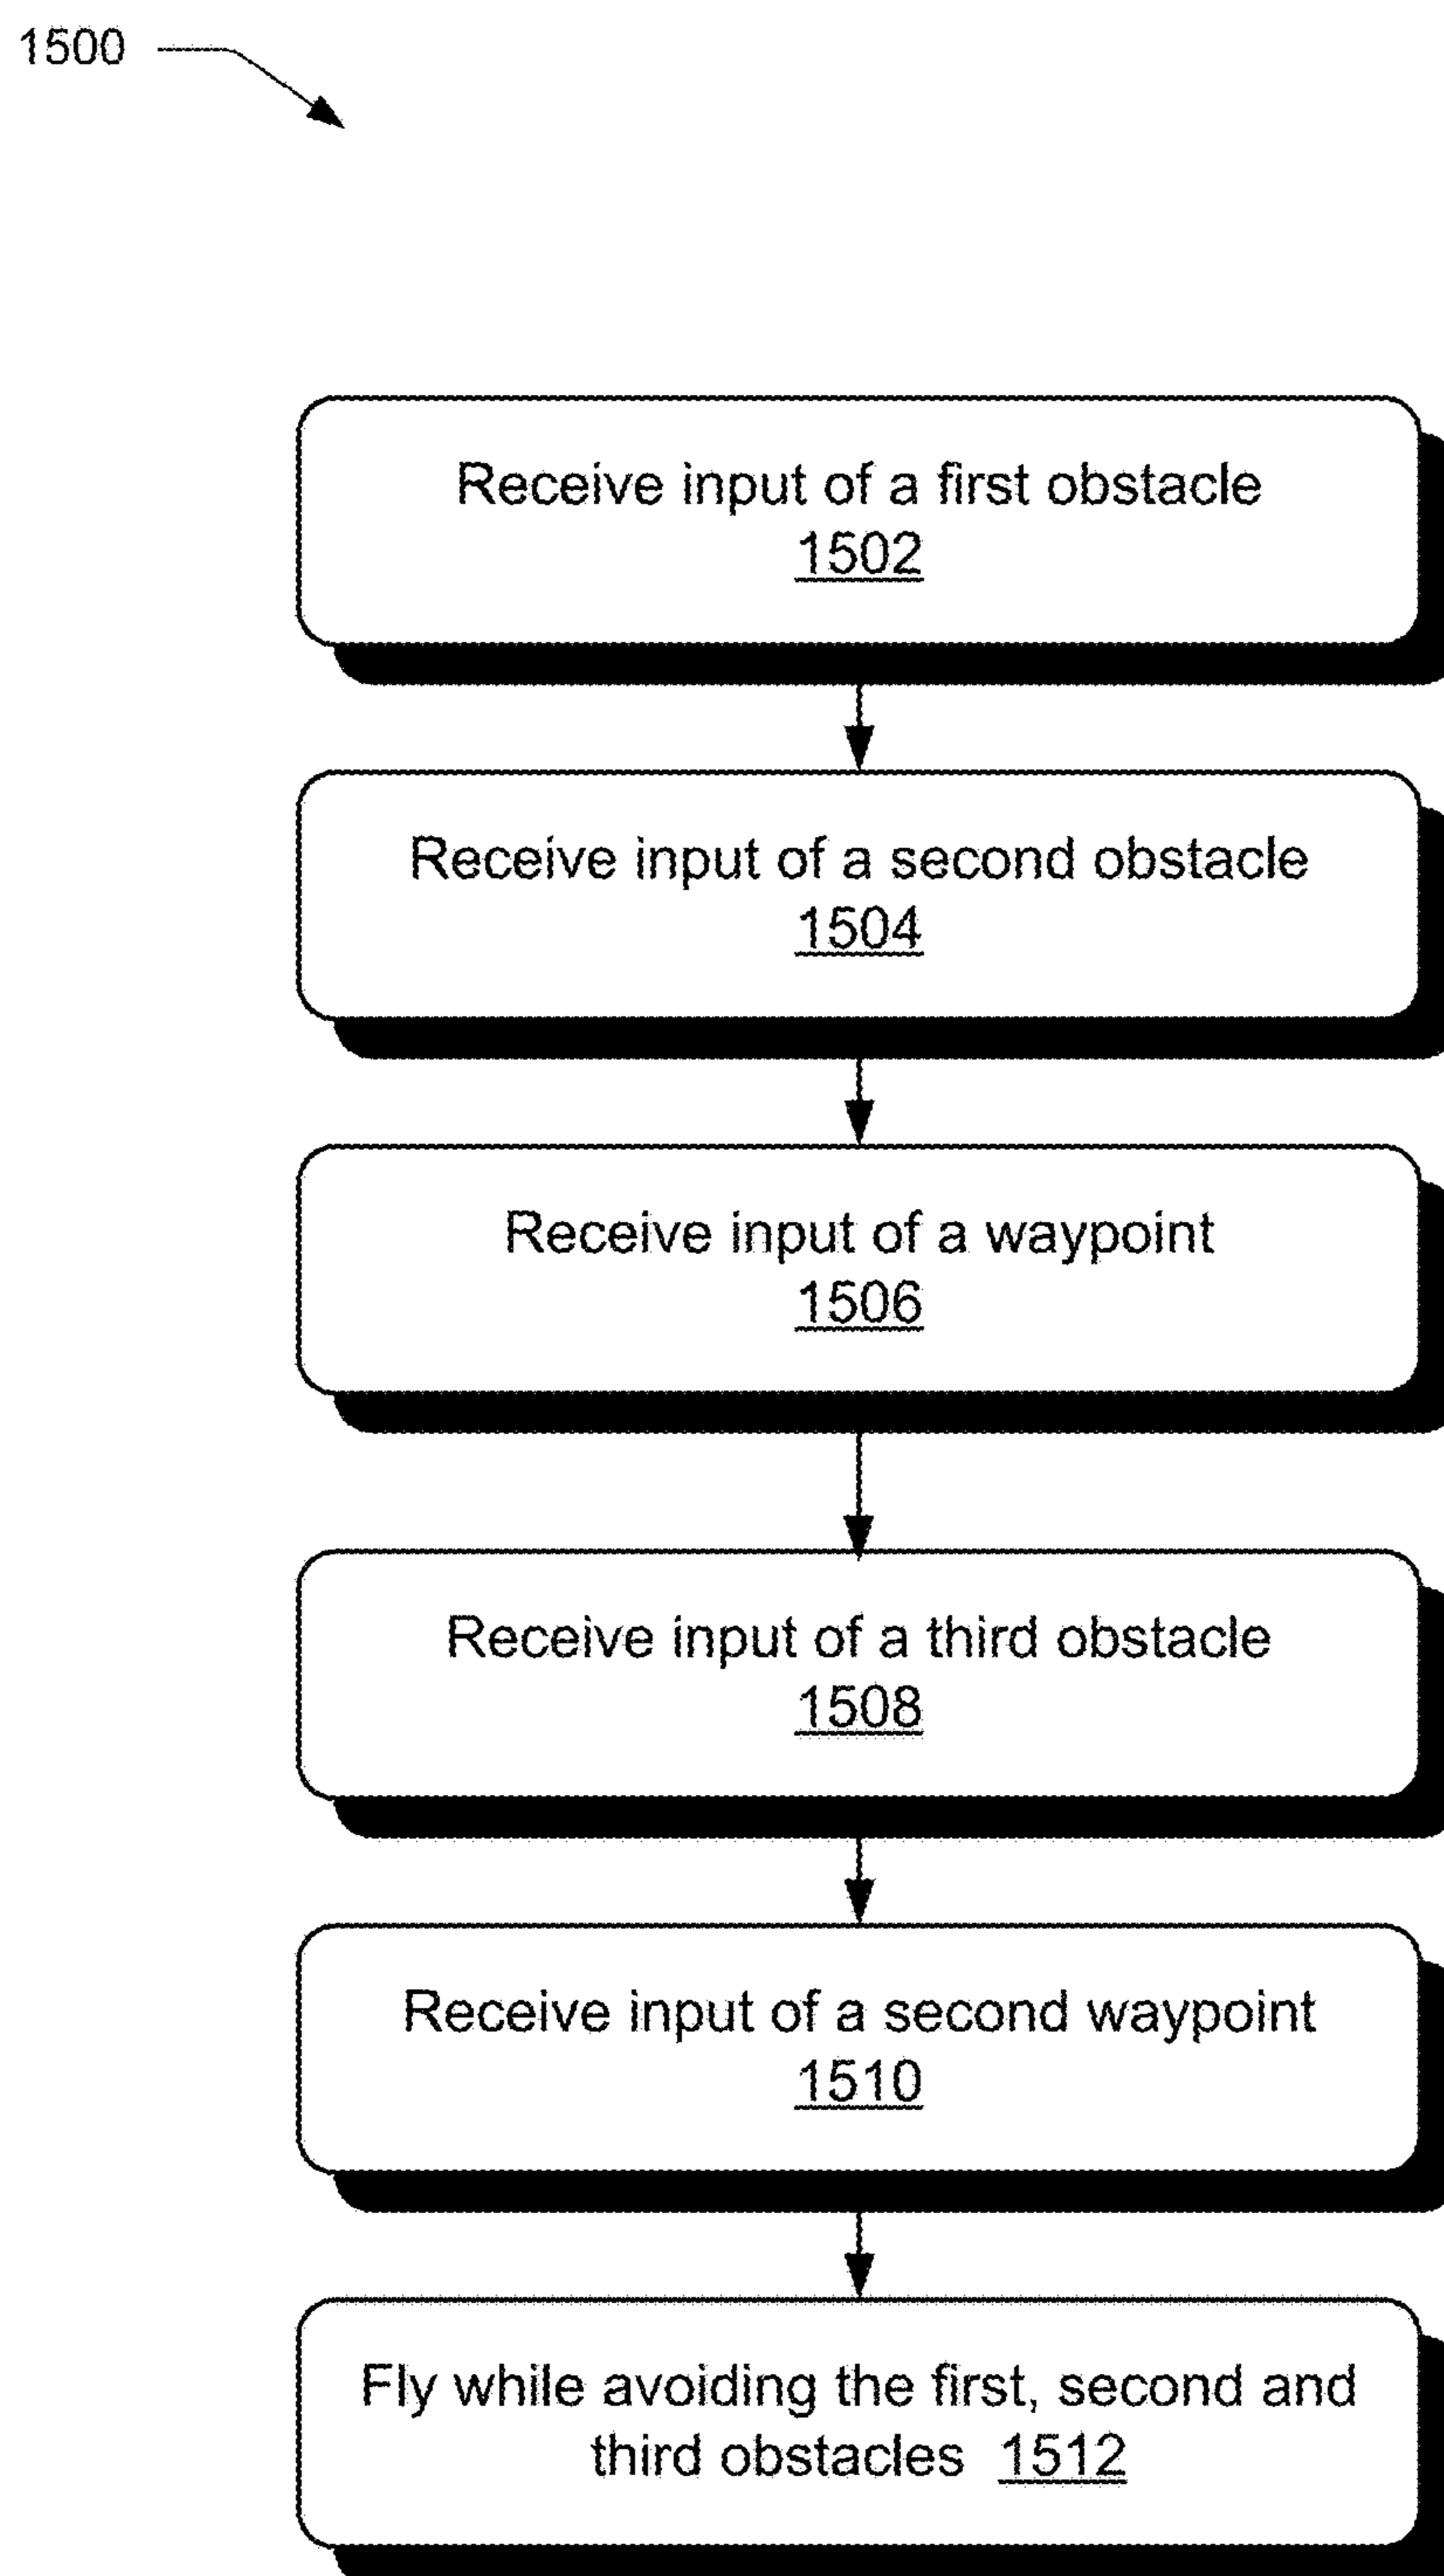 1500
Receive input of a first obstacle
1502
Receive input of a second obstacle
1504
Receive input of a waypoint
1506
Receive input of a third obstacle
1508
Receive input of a second waypoint
1510
Fly while avoiding the first, second and
third obstacles 1512